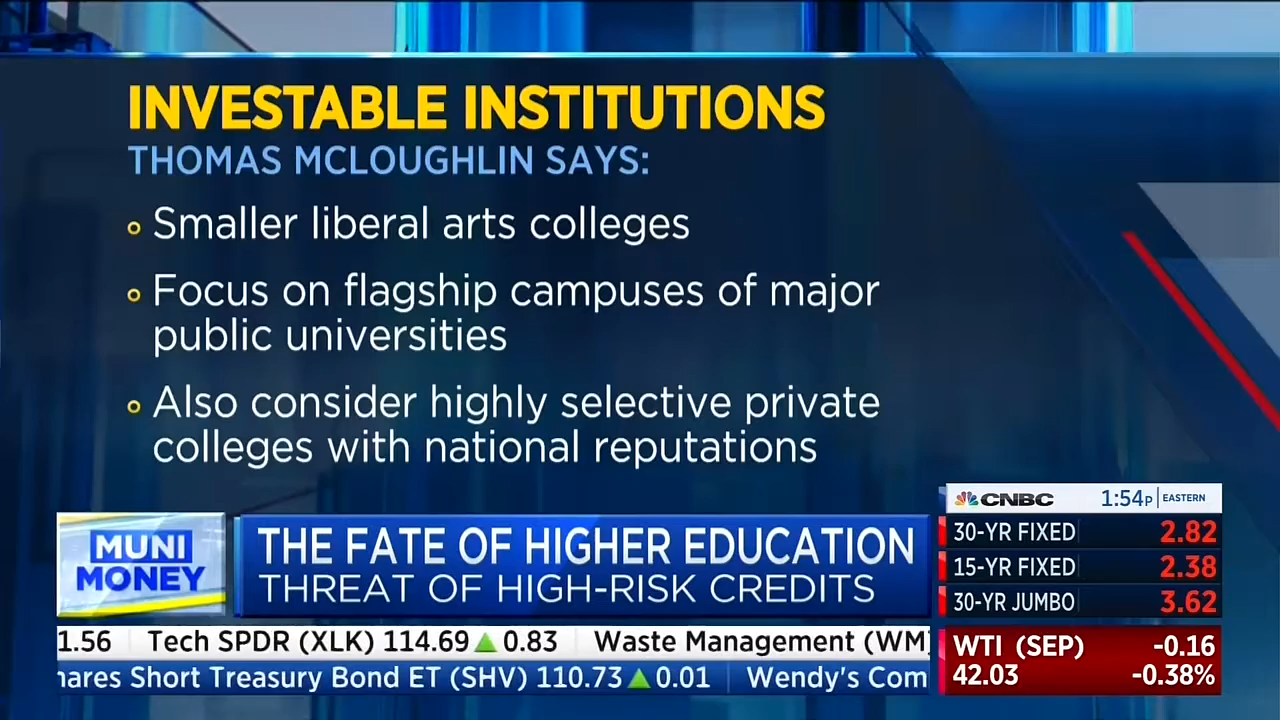 INVESTABLE INSTITUTIONS
THOMAS MCLOUGHLIN SAYS:
Smaller liberal arts colleges
Focus on flagship campuses of major
public universities
Also consider highly selective private
colleges with national reputations
MUNI
MONEY
THE FATE OF HIGHER EDUCATION
THREAT OF HIGH-RISK CREDITS
CNBC 1:54P EASTERN
30-YR FIXED 2.82
15-YR FIXED 2.38
30-YR JUMBO 3.62
WTI (SEP) -0.16
42.03 -0.38%
1.56 Tech SPDR (XLK) 114.69 ▲ 0.83 Waste Management (WM)
hares Short Treasury Bond ET (SHV) 110.73 ▲ 0.01 Wendy's Com